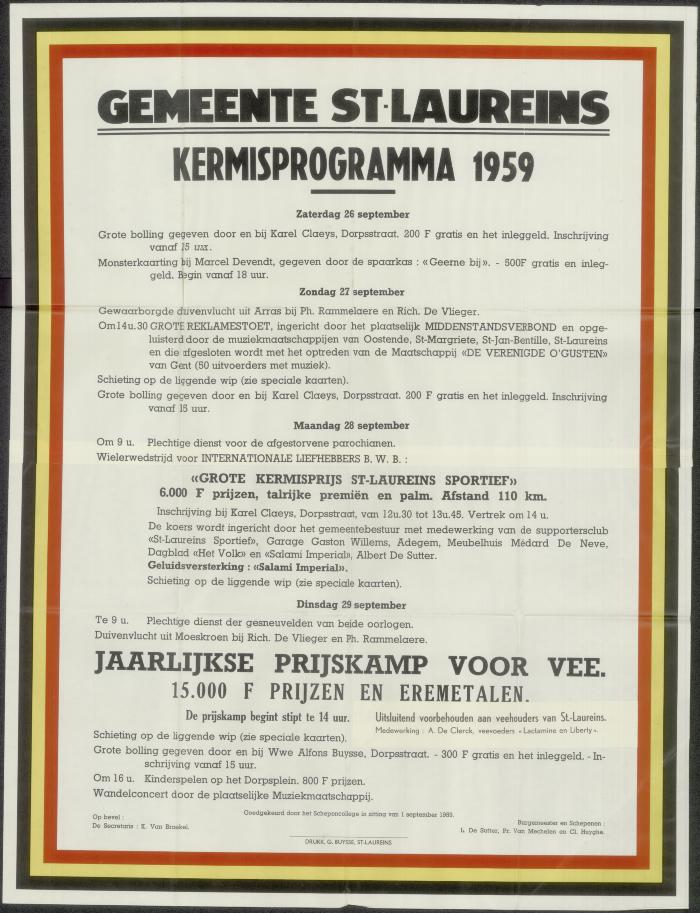 GEMEENTE ST-LAUREINS
KERMISPROGRAMMA 1959
Zaterdag 26 september
Grote bolling gegeven door en bij Karel Claeys, Dorpsstraat. 200 F gratis en het inleggeld. Inschrijving
vanaf 15 uur.
Monsterkaarting bij Marcel Devendt, gegeven door de spaarkas : «Geerne bij». - 500F gratis en inleg-
geld. Begin vanaf 18 uur.
Zondag 27 september
Gewaarborgde duivenvlucht uit Arras bij Ph. Rammelaere en Rich. De Vlieger.
Om 14u.30 GROTE REKLAMESTOET, ingericht door het plaatselijk MIDDENSTANDSVERBOND en opge-
luisterd door de muziekmaatschappijen van Oostende, St-Margriete, St-Jan-Bentille, St-Laureins
en die afgesloten wordt met het optreden van de Maatschappij «DE VERENIGDE O'GUSTEN»
van Gent (50 uitvoerders met muziek).
Schieting op de liggende wip (zie speciale kaarten).
Grote bolling gegeven door en bij Karel Claeys, Dorpsstraat. 200 F gratis en het inleggeld. Inschrijving
vanaf 15 uur.
Maandag 28 september
Om 9 u. Plechtige dienst voor de afgestorvene parochianen.
Wielerwedstrijd voor INTERNATIONALE LIEFHEBBERS B. W. B. :
«GROTE KERMISPRIJS ST-LAUREINS SPORTIEF»
6.000 F prijzen, talrijke premiën en palm. Afstand 110 km.
Inschrijving bij Karel Claeys, Dorpsstraat, van 12u.30 tot 13u.45. Vertrek om 14 u.
De koers wordt ingericht door het gemeentebestuur met medewerking van de supportersclub
«St-Laureins Sportief», Garage Gaston Willems, Adegem, Meubelhuis Médard De Neve,
Dagblad «Het Volk» en «Salami Imperial», Albert De Sutter.
Geluidsversterking : «Salami Imperial».
Schieting op de liggende wip (zie speciale kaarten).
Dinsdag 29 september
Te 9 u. Plechtige dienst der gesneuvelden van beide oorlogen.
Duivenvlucht uit Moeskroen bij Rich. De Vlieger en Ph. Rammelaere.
JAARLIJKSE PRIJSKAMP VOOR VEE.
15.000 F PRIJZEN EN EREMETALEN.
De prijskamp begint stipt te 14 uur. Uitsluitend voorbehouden aan veehouders van St-Laureins.
Medewerking : A. De Clerck, veevoeders «Lactamine en Liberty».
Schieting op de liggende wip (zie speciale kaarten).
Grote bolling gegeven door en bij Wwe Alfons Buysse, Dorpsstraat. - 300 F gratis en het inleggeld. - In-
schrijving vanaf 15 uur.
Om 16 u. Kinderspelen op het Dorpsplein. 800 F prijzen.
Wandelconcert door de plaatselijke Muziekmaatschappij.
Goedgekeurd door het Schepencollege in zitting van 1 september 1959.
Op bevel :
De Secretaris : K. Van Braekel.
Burgemeester en Schepenen :
L. De Sutter, Pr. Van Mechelen en Cl. Huyghe.
DRUKK. G. BUYSSE, ST-LAUREINS